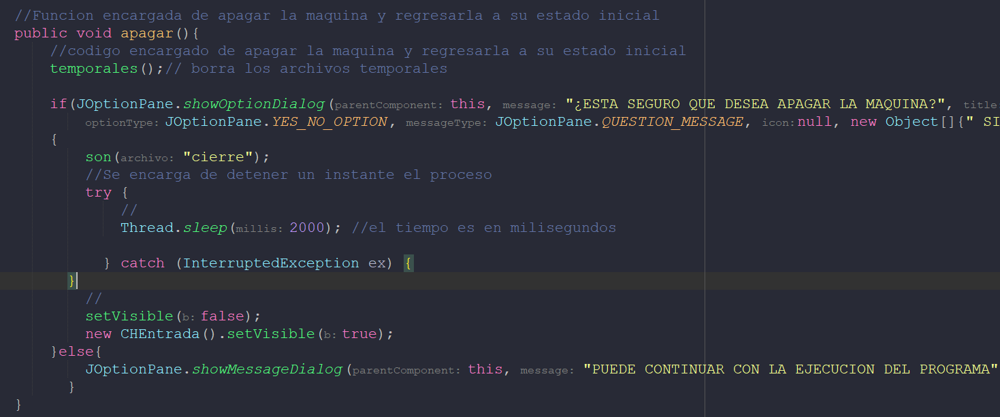 //Funcion encargada de apagar la maquina y regresarla a su estado inicial
public void apagar(){
//codigo encargado de apagar la maquina y regresarla a su estado inicial
temporales();// borra los archivos temporales
if(JOptionPane.showOptionDialog(parentComponent: this, message: "¿ESTA SEGURO QUE DESEA APAGAR LA MAQUINA?", title
optionType: JOptionPane.YES_NO_OPTION, messageType: JOptionPane.QUESTION_MESSAGE, icon:null, new Object[]{" SI
{
son(archivo: "cierre");
//Se encarga de detener un instante el proceso
try {
//
Thread.sleep(millis: 2000); //el tiempo es en milisegundos
} catch (InterruptedException ex) {
}
//
setVisible(b: false);
new CHEntrada().setVisible(b: true);
}else{
JOptionPane.showMessageDialog(parentComponent: this, message: "PUEDE CONTINUAR CON LA EJECUCION DEL PROGRAMA"
}
}